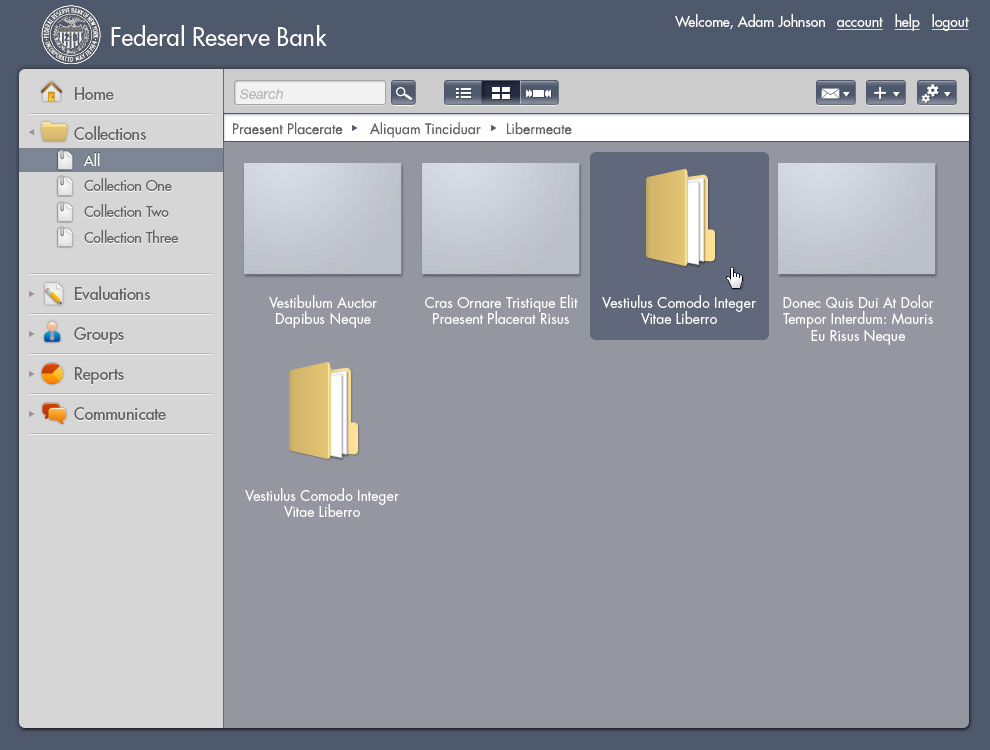 Federal Reserve Bank
Welcome, Adam Johnson account help logout
Home
Collections
All
Collection One
Collection Two
Collection Three
Evaluations
Groups
Reports
Communicate
Search
Praesent Placerate Aliquam Tinciduar Libermeate
Vestibulum Auctor
Dapibus Neque
Cras Ornare Tristique Elit
Praesent Placerat Risus
Vestiulus Comodo Integer
Vitae Liberro
Donec Quis Dui At Dolor
Tempor Interdum: Mauris
Eu Risus Neque
Vestiulus Comodo Integer
Vitae Liberro